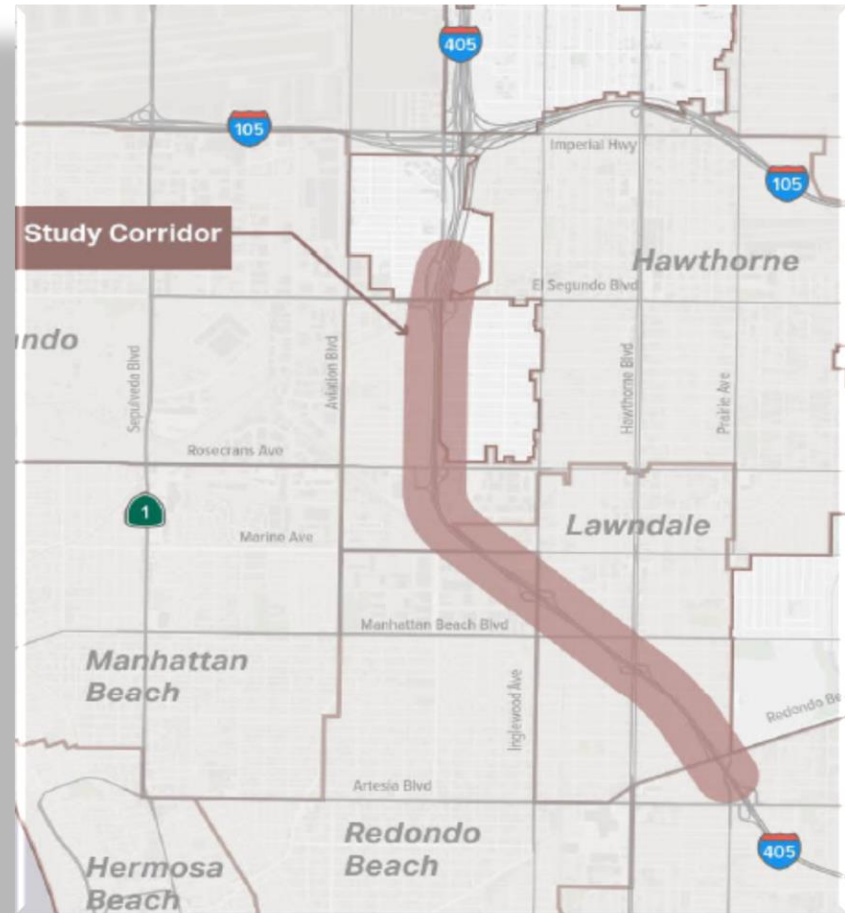 405
105
Imperial Hwy
105
Study Corridor
Hawthorne
El Segundo Blvd
ndo
Sepulveda Blvd
Aviation Blvd
Hawthorne Blvd
Prairie Ave
Rosecrans Ave
1
Lawndale
Marine Ave
Manhattan Beach Blvd
Manhattan
Beach
Inglewood Ave
Redondo Be
Artesia Blvd
Redondo
Beach
405
Hermosa
Beach